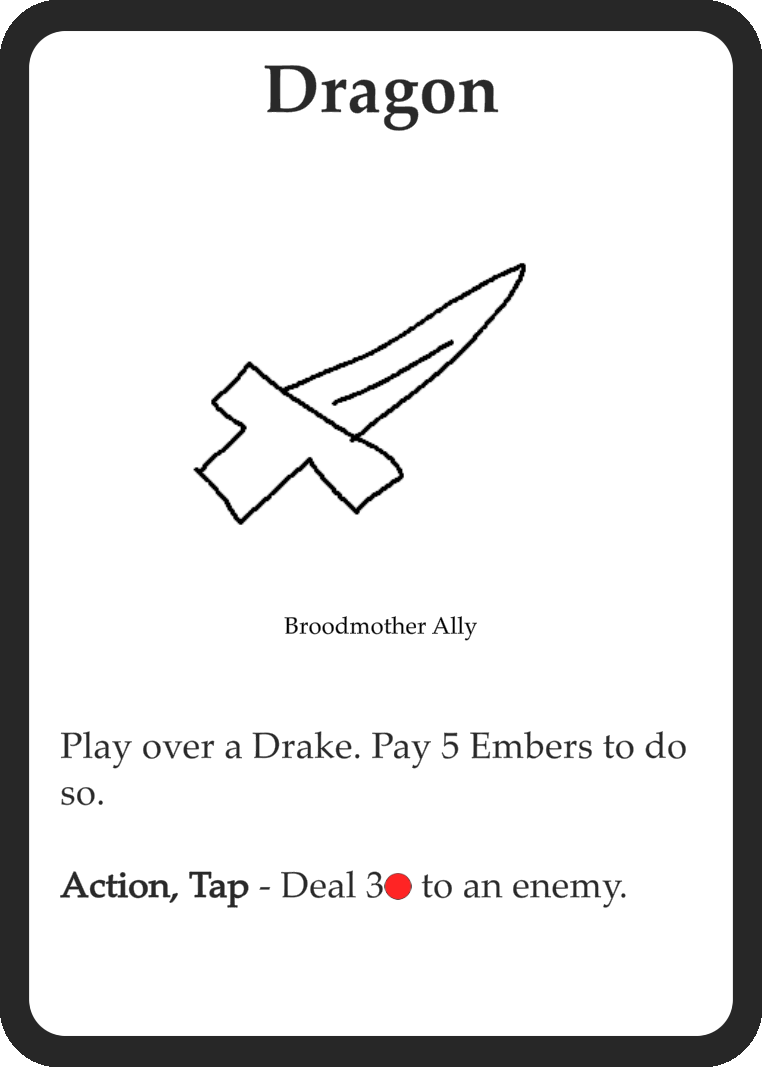 Dragon
Broodmother Ally
Play over a Drake. Pay 5 Embers to do
so.
Action, Tap - Deal 3🔴 to an enemy.